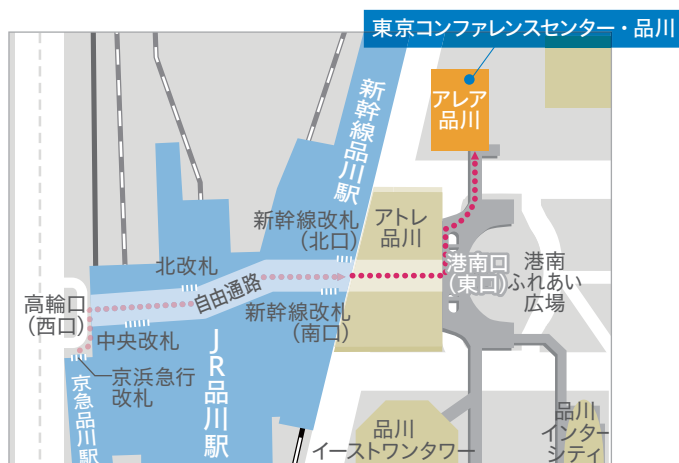 東京コンファレンスセンター・品川
アレア
品川
新幹線品川駅
新幹線改札
(北口)
アトレ
品川
北改札
自由通路
港南口
(東口)
港南
ふれあい
広場
高輪口
(西口)
新幹線改札
(南口)
中央改札
京浜急行
改札
JR品川駅
京急品川駅
品川
イーストワンタワー
品川
インター
シティ